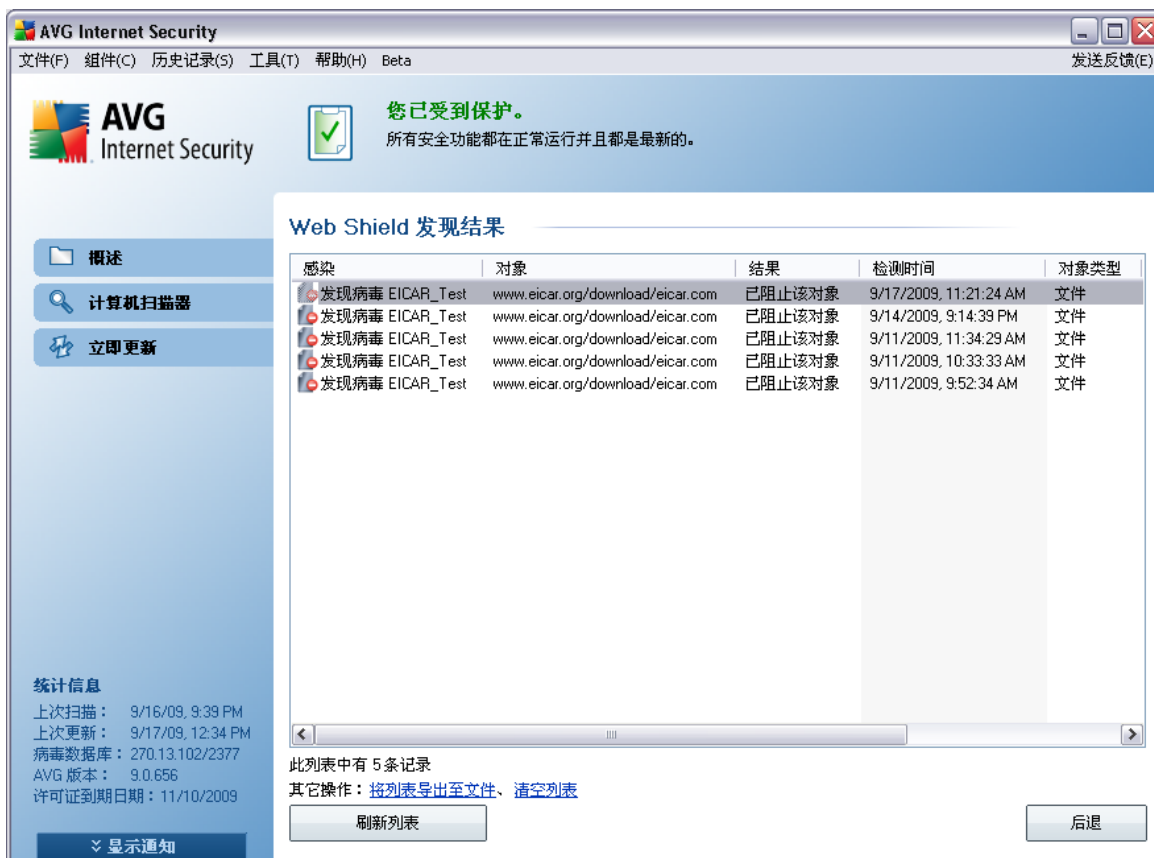 AVG Internet Security
文件(F) 组件(C) 历史记录(S) 工具(T) 帮助(H) Beta 发送反馈(E)
AVG
Internet Security
您已受到保护。
所有安全功能都在正常运行并且都是最新的。
概述
计算机扫描器
立即更新
Web Shield 发现结果
感染 对象 结果 检测时间 对象类型
发现病毒 EICAR_Test www.eicar.org/download/eicar.com 已阻止该对象 9/17/2009, 11:21:24 AM 文件
发现病毒 EICAR_Test www.eicar.org/download/eicar.com 已阻止该对象 9/14/2009, 9:14:39 PM 文件
发现病毒 EICAR_Test www.eicar.org/download/eicar.com 已阻止该对象 9/11/2009, 11:34:29 AM 文件
发现病毒 EICAR_Test www.eicar.org/download/eicar.com 已阻止该对象 9/11/2009, 10:33:33 AM 文件
发现病毒 EICAR_Test www.eicar.org/download/eicar.com 已阻止该对象 9/11/2009, 9:52:34 AM 文件
统计信息
上次扫描： 9/16/09, 9:39 PM
上次更新： 9/17/09, 12:34 PM
病毒数据库：270.13.102/2377
AVG 版本： 9.0.656
许可证到期日期：11/10/2009
显示通知
此列表中有 5 条记录
其它操作：将列表导出至文件、清空列表
刷新列表 后退